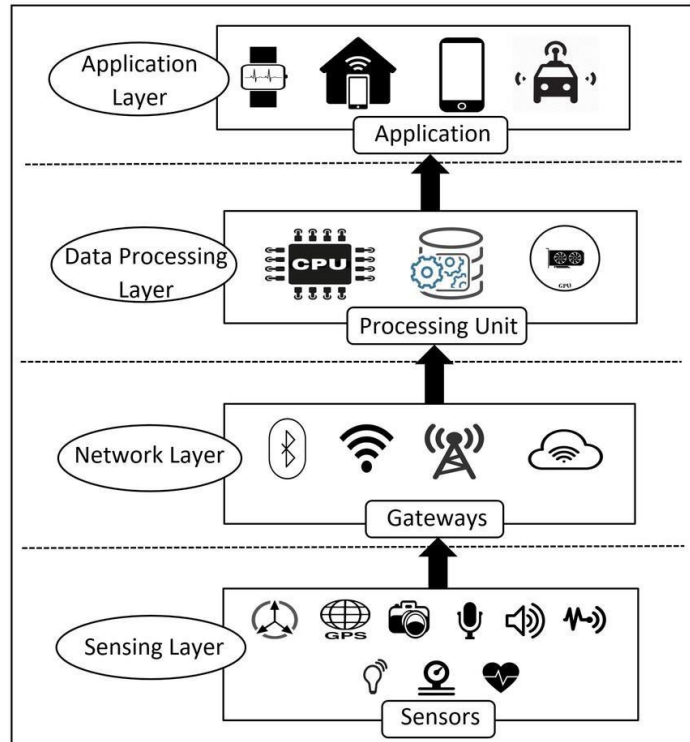 Application
Layer
Application
Data Processing
Layer
CPU
GPU
Processing Unit
Network Layer
Gateways
Sensing Layer
GPS
Sensors